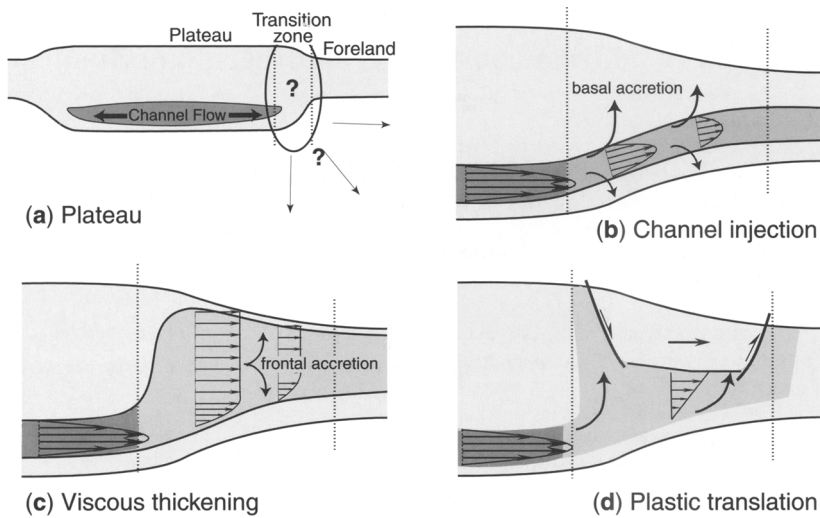 Transition
Plateau zone Foreland
?
Channel Flow
?
(a) Plateau
basal accretion
(b) Channel injection
frontal accretion
(c) Viscous thickening
(d) Plastic translation